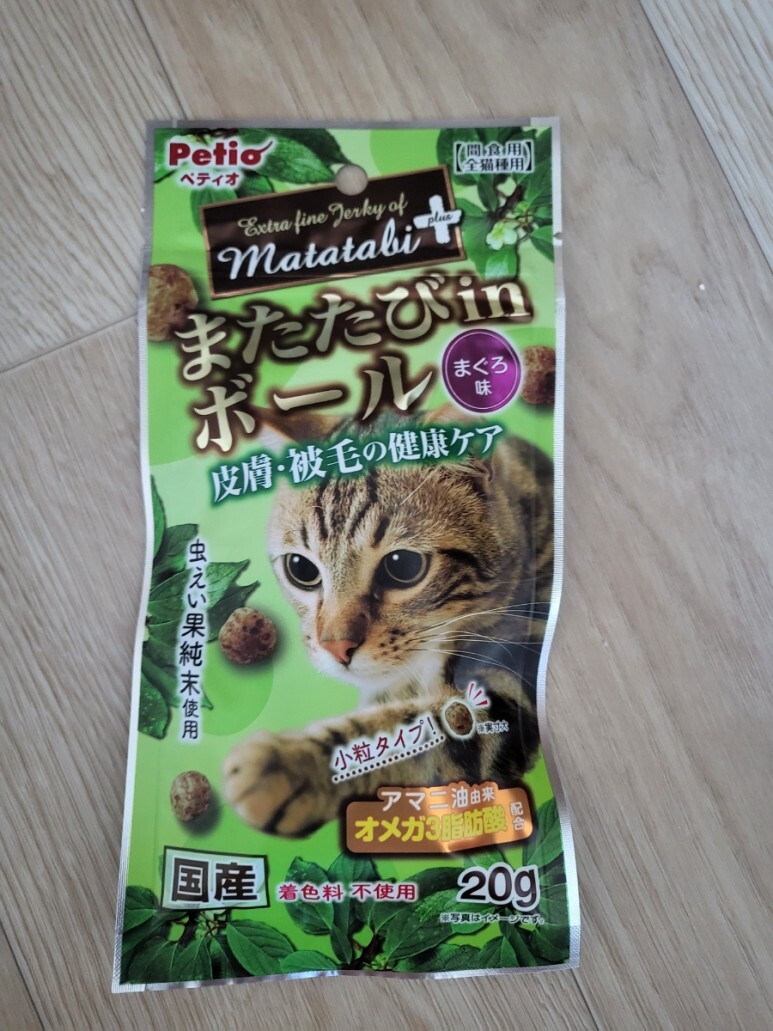 Petio
ペティオ
【間食用
全猫種用】
Extra fine Jerky of
Matatabi plus
またたびin
ボール
まぐろ
味
皮膚・被毛の健康ケア
虫えい果純末使用
小粒タイプ!
アマニ油由来
オメガ3脂肪酸配合
国産
着色料 不使用
20g
※写真はイメージです。